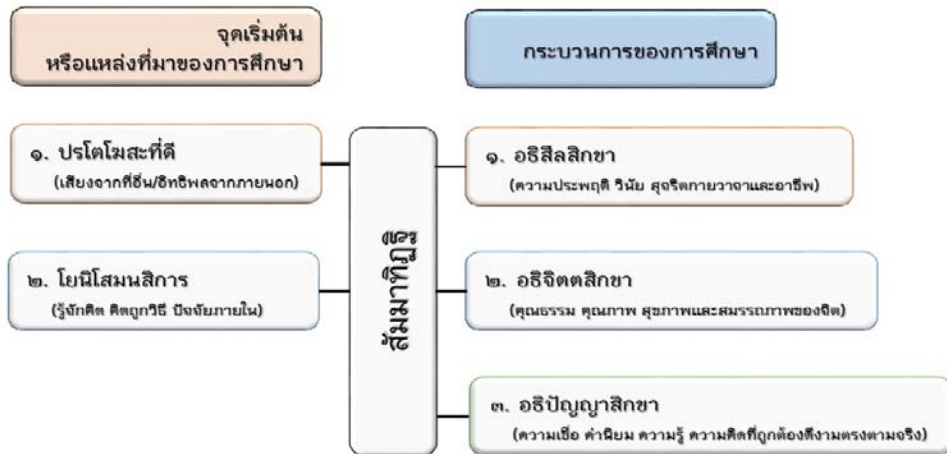 จุดเริ่มต้น
หรือแหล่งที่มาของการศึกษา
กระบวนการของการศึกษา
๑. ปรโตโฆสะที่ดี
(เสียงจากที่อื่น/อิทธิพลจากภายนอก)
๒. โยนิโสมนสิการ
(รู้จักคิด คิดถูกวิธี ปัจจัยภายใน)
สัมมาทิฏฐิ
๑. อธิสีลสิกขา
(ความประพฤติ วินัย สุจริตกายวาจาและอาชีพ)
๒. อธิจิตตสิกขา
(คุณธรรม คุณภาพ สุขภาพและสมรรถภาพของจิต)
๓. อธิปัญญาสิกขา
(ความเชื่อ ค่านิยม ความรู้ ความคิดที่ถูกต้องดีงามตรงตามจริง)